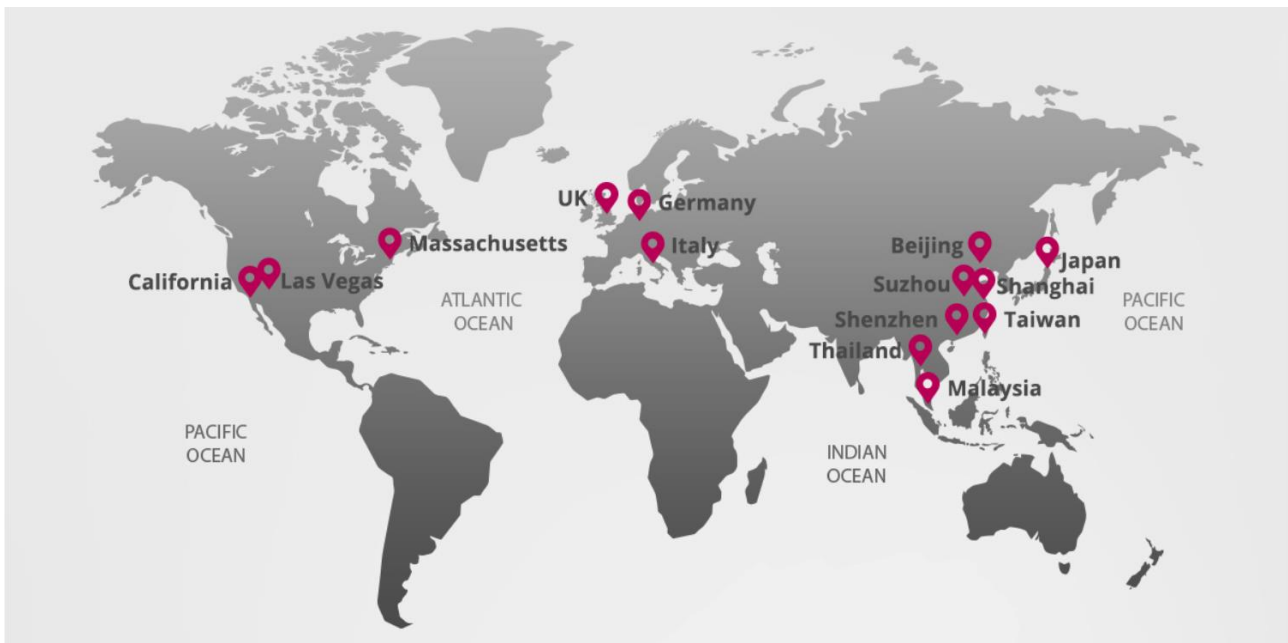 UK
Germany
Massachusetts
Italy
Beijing
Japan
California
Las Vegas
Suzhou
Shanghai
ATLANTIC
OCEAN
PACIFIC
OCEAN
Shenzhen
Taiwan
Thailand
Malaysia
PACIFIC
OCEAN
INDIAN
OCEAN